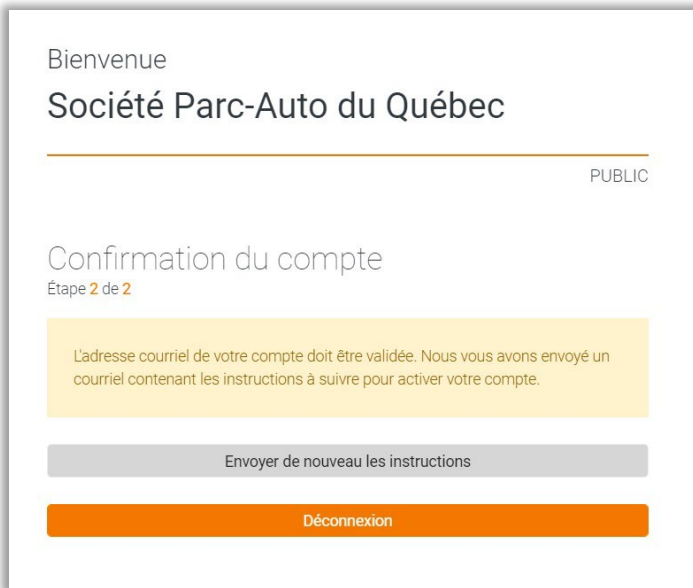 Bienvenue
Société Parc-Auto du Québec
PUBLIC
Confirmation du compte
Étape 2 de 2
L'adresse courriel de votre compte doit être validée. Nous vous avons envoyé un
courriel contenant les instructions à suivre pour activer votre compte.
Envoyer de nouveau les instructions
Déconnexion